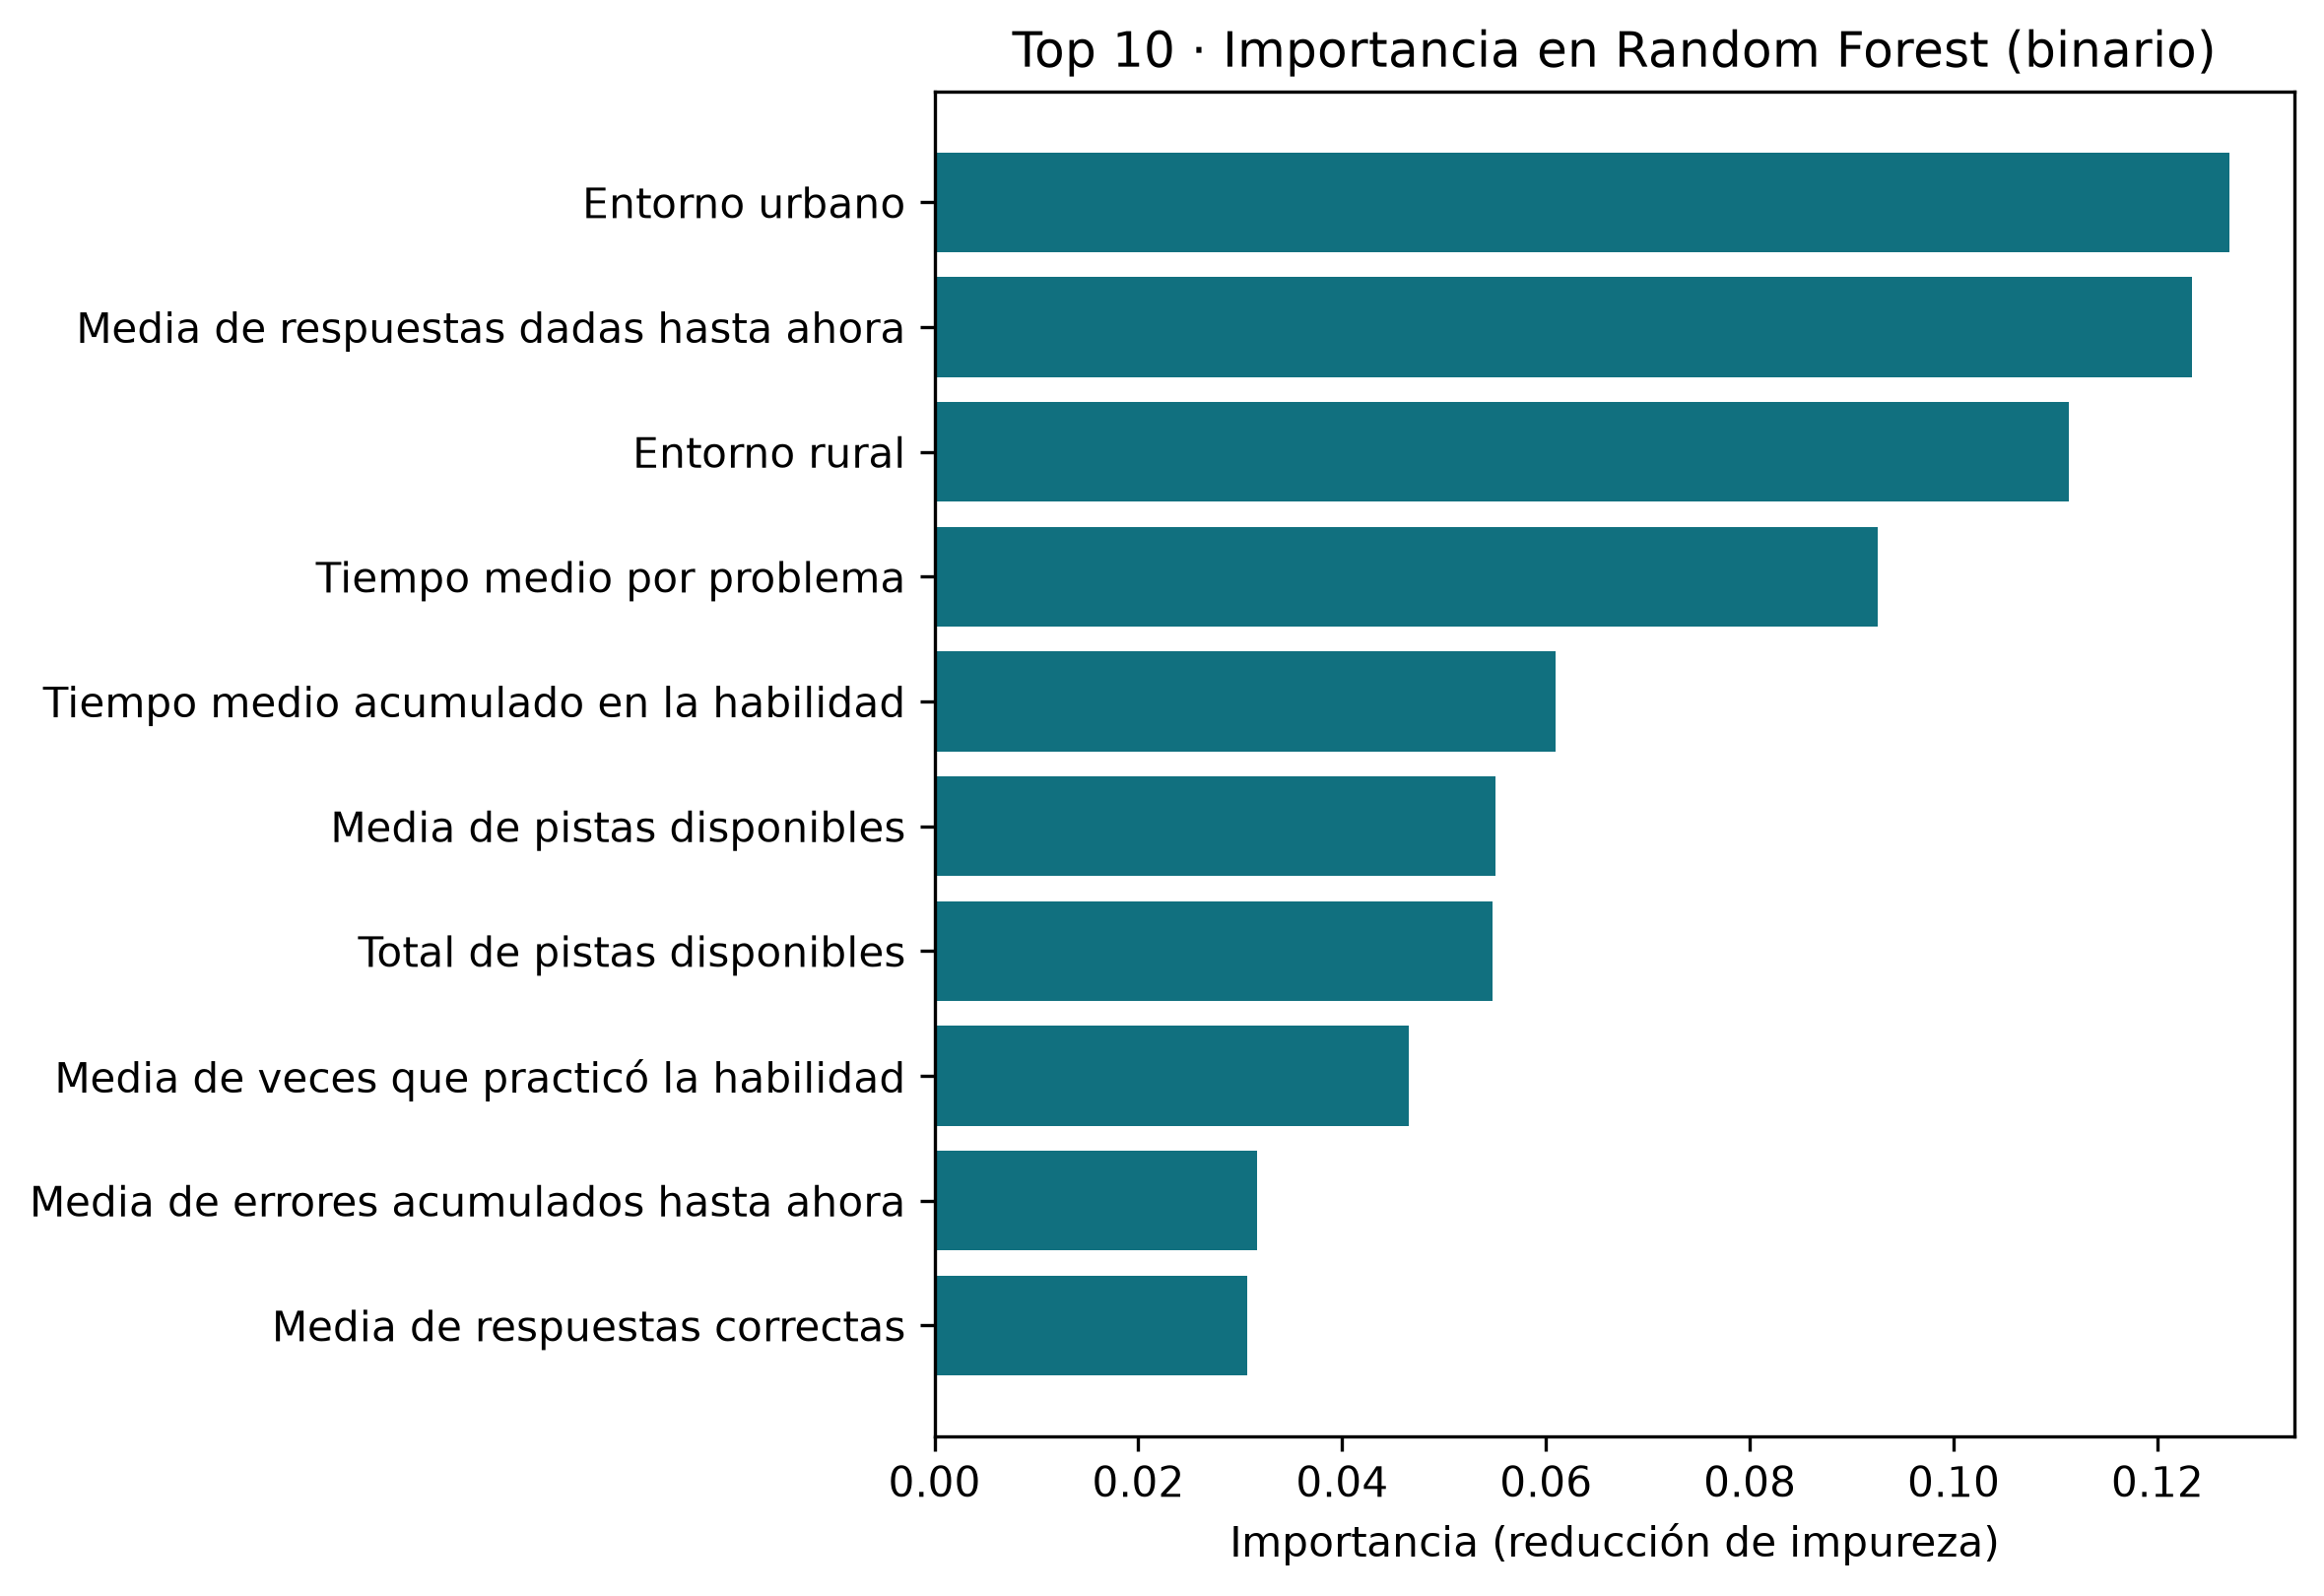 Top 10 · Importancia en Random Forest (binario)
Entorno urbano
Media de respuestas dadas hasta ahora
Entorno rural
Tiempo medio por problema
Tiempo medio acumulado en la habilidad
Media de pistas disponibles
Total de pistas disponibles
Media de veces que practicó la habilidad
Media de errores acumulados hasta ahora
Media de respuestas correctas
0.00 0.02 0.04 0.06 0.08 0.10 0.12
Importancia (reducción de impureza)